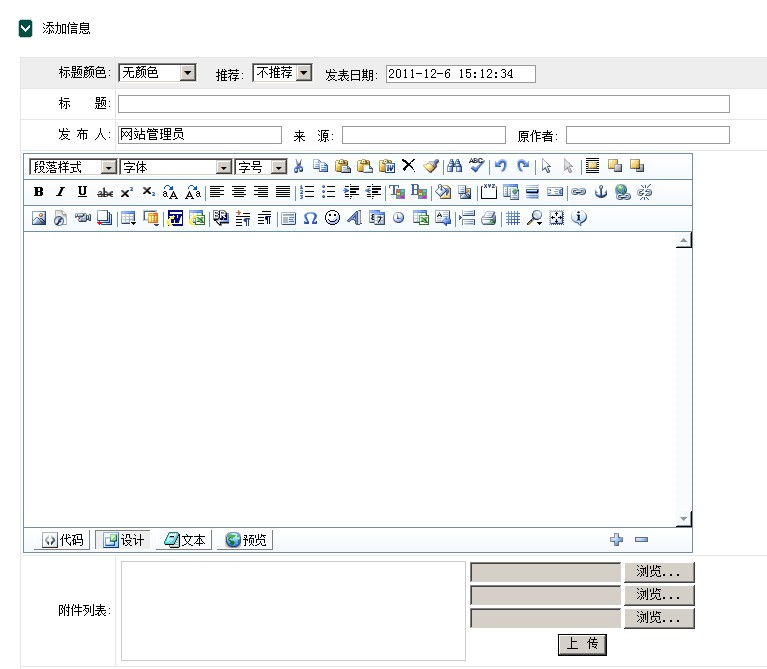 添加信息
标题颜色: 无颜色 推荐: 不推荐 发表日期: 2011-12-6 15:12:34
标 题:
发 布 人: 网站管理员 来 源: 原作者:
段落样式 字体 字号
代码 设计 文本 预览
浏览...
浏览...
附件列表:
浏览...
上 传